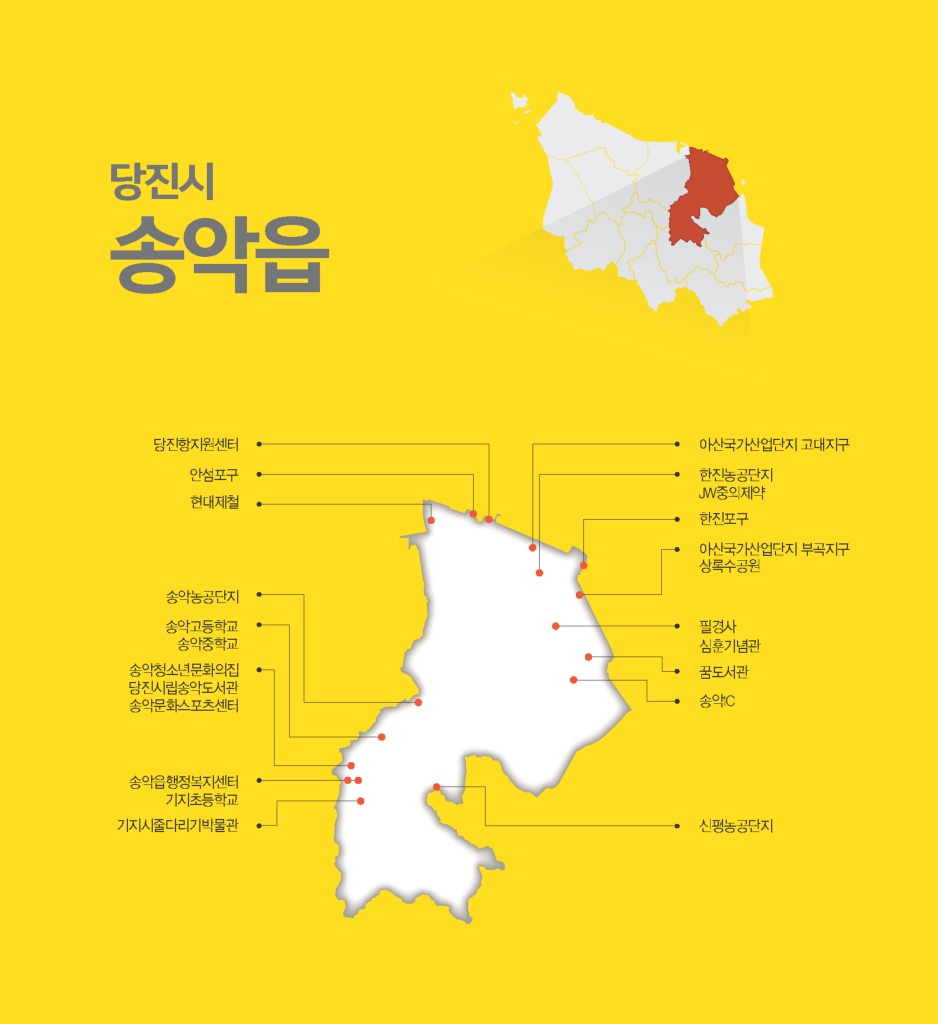 당진시
송악읍
당진항지원센터
안섬포구
현대제철
송악농공단지
송악고등학교
송악중학교
송악청소년문화의집
당진시립송악도서관
송악문화스포츠센터
송악읍행정복지센터
기지초등학교
기지시줄다리기박물관
아산국가산업단지 고대지구
한진농공단지
JW중외제약
한진포구
아산국가산업단지 부곡지구
상록수공원
필경사
심훈기념관
꿈도서관
송악IC
신평농공단지